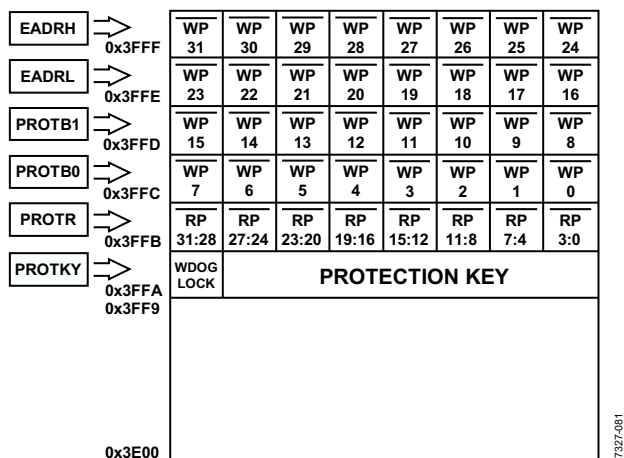 EADRH 0x3FFF WP 31 WP 30 WP 29 WP 28 WP 27 WP 26 WP 25 WP 24
EADRL 0x3FFE WP 23 WP 22 WP 21 WP 20 WP 19 WP 18 WP 17 WP 16
PROTB1 0x3FFD WP 15 WP 14 WP 13 WP 12 WP 11 WP 10 WP 9 WP 8
PROTB0 0x3FFC WP 7 WP 6 WP 5 WP 4 WP 3 WP 2 WP 1 WP 0
PROTR 0x3FFB RP 31:28 RP 27:24 RP 23:20 RP 19:16 RP 15:12 RP 11:8 RP 7:4 RP 3:0
PROTKY 0x3FFA WDOG LOCK PROTECTION KEY
0x3FF9
0x3E00
7327-081